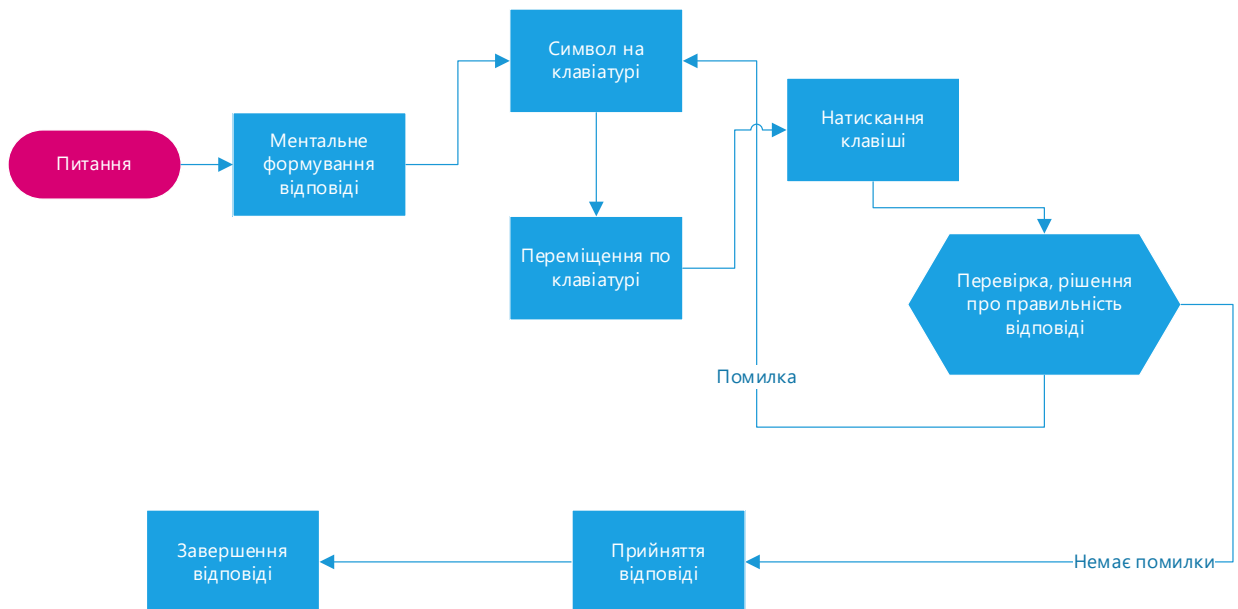 Питання
Ментальне
формування
відповіді
Символ на
клавіатурі
Переміщення по
клавіатурі
Натискання
клавіші
Перевірка, рішення
про правильність
відповіді
Помилка
Немає помилки
Прийняття
відповіді
Завершення
відповіді